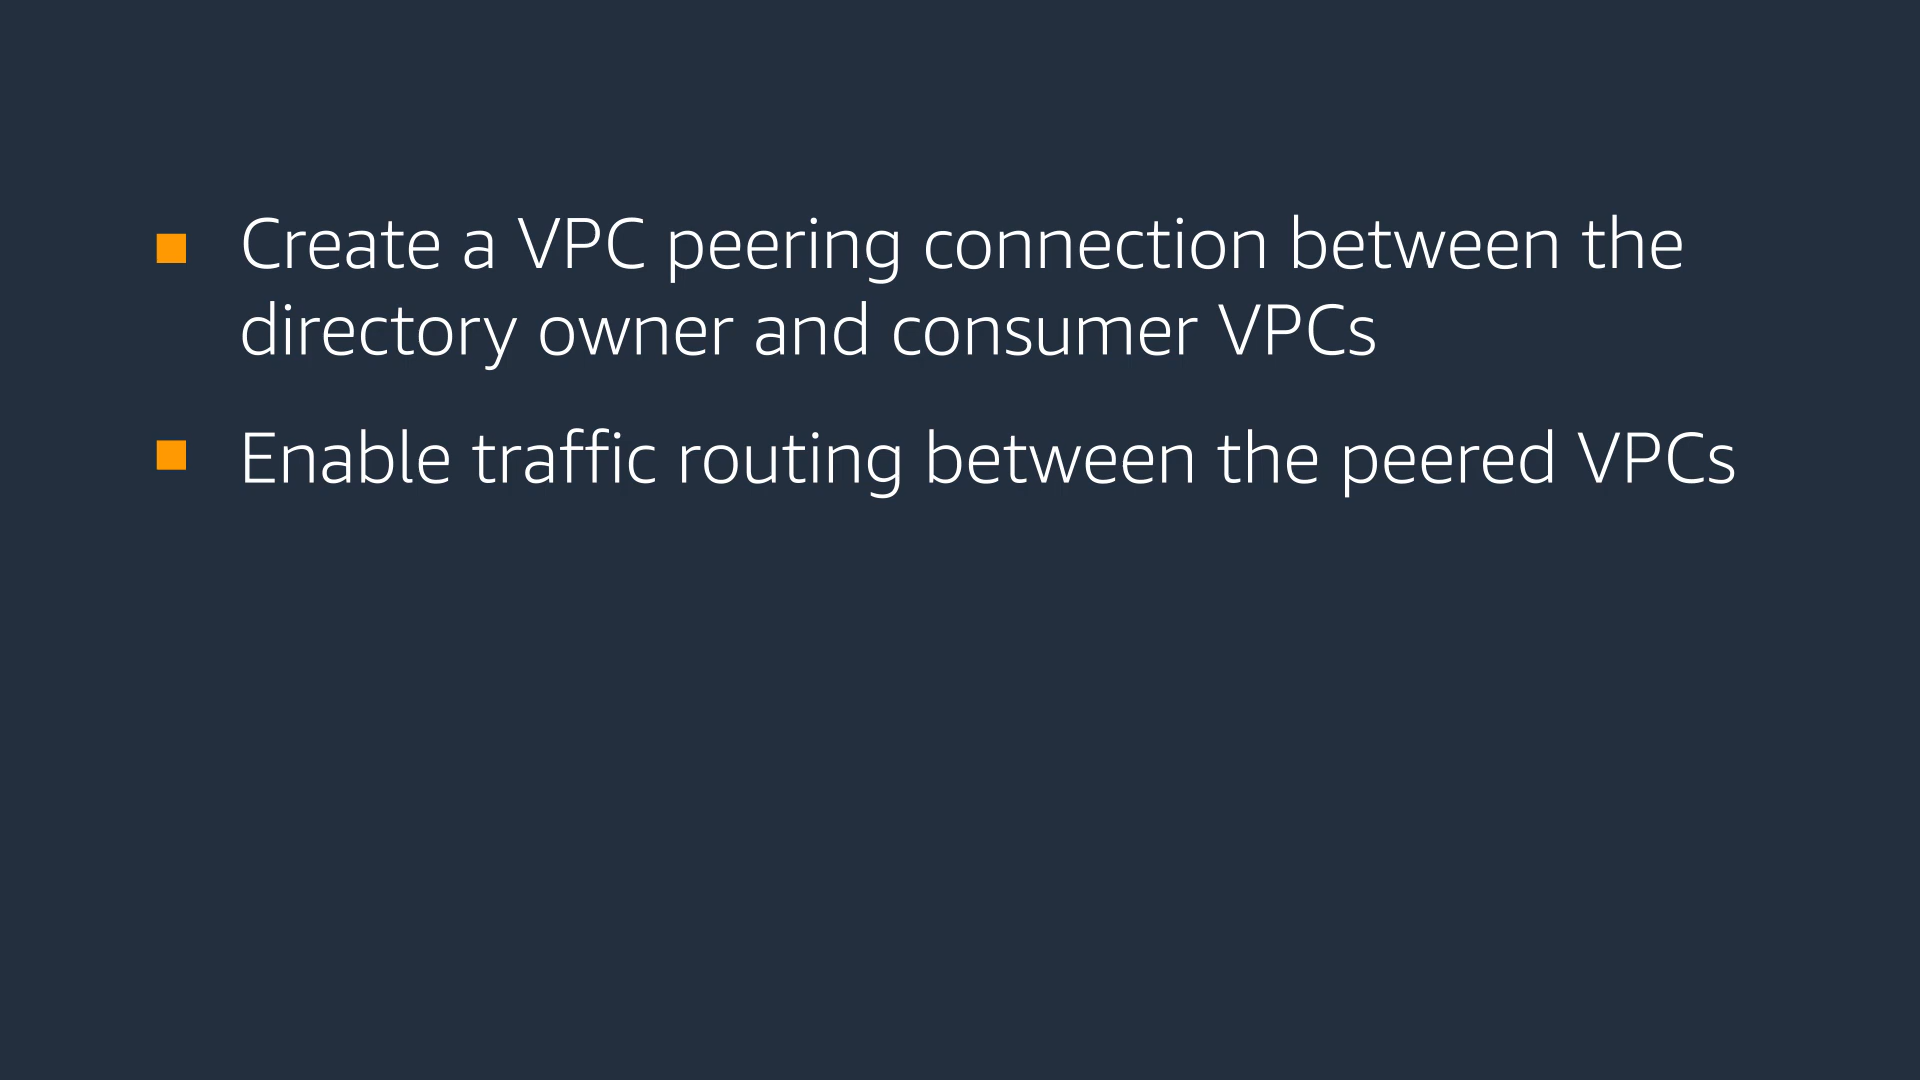 Create a VPC peering connection between the
directory owner and consumer VPCs
Enable traffic routing between the peered VPCs